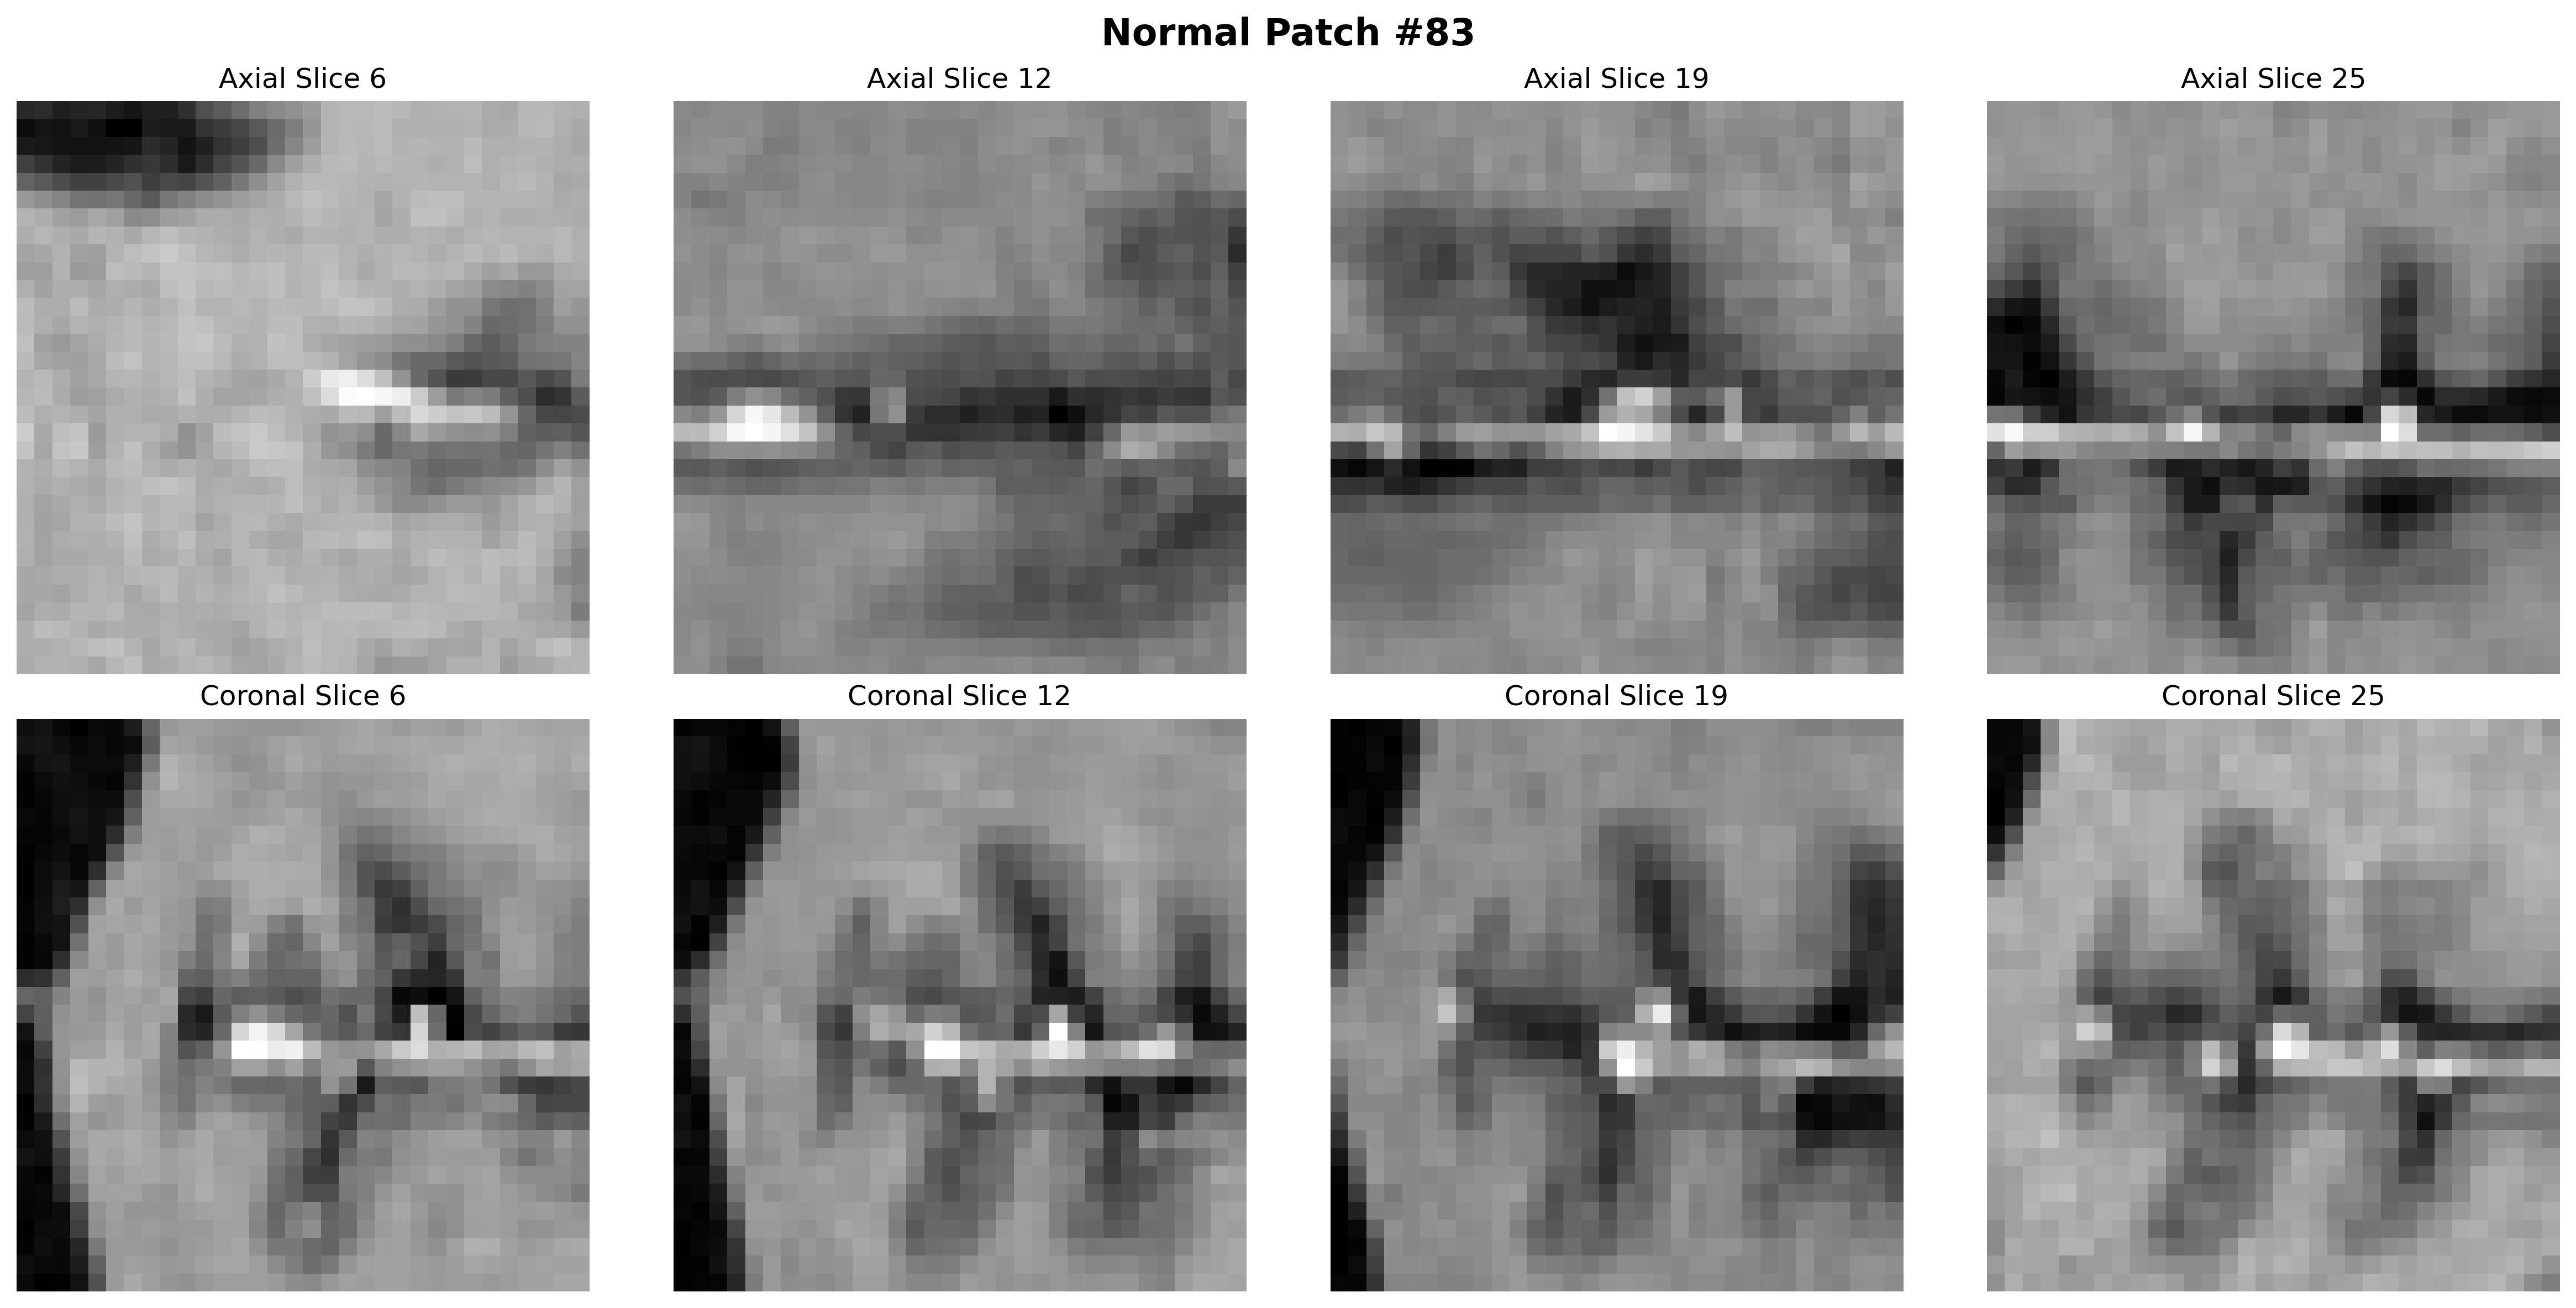 Normal Patch #83
Axial Slice 6
Axial Slice 12
Axial Slice 19
Axial Slice 25
Coronal Slice 6
Coronal Slice 12
Coronal Slice 19
Coronal Slice 25